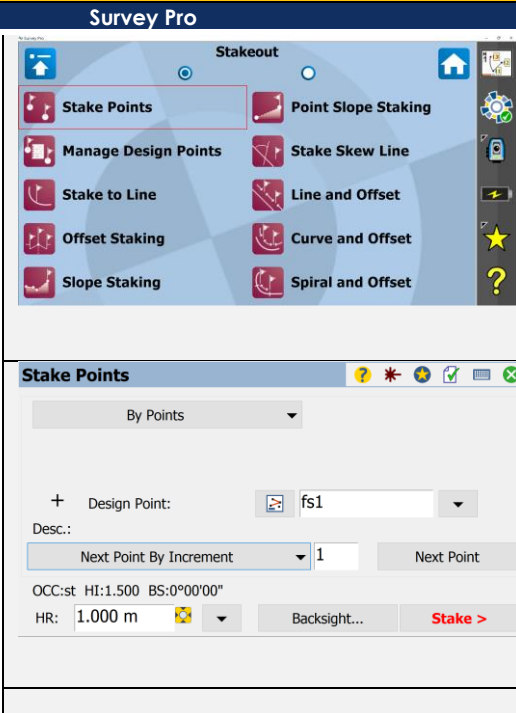 Survey Pro
Stakeout
Stake Points
Point Slope Staking
Manage Design Points
Stake Skew Line
Stake to Line
Line and Offset
Offset Staking
Curve and Offset
Slope Staking
Spiral and Offset
?
Stake Points
?
By Points
+ Design Point: fs1
Desc.:
Next Point By Increment 1 Next Point
OCC:st HI:1.500 BS:0°00'00"
HR: 1.000 m Backsight... Stake >